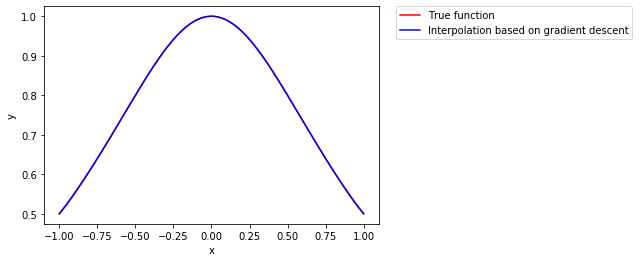 True function
Interpolation based on gradient descent
1.0
0.9
0.8
0.7
0.6
0.5
y
−1.00 −0.75 −0.50 −0.25 0.00 0.25 0.50 0.75 1.00
x